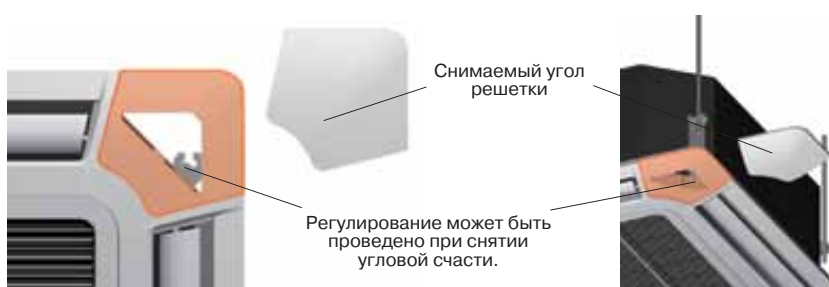 Снимаемый угол
решетки
Регулирование может быть
проведено при снятии
угловой счасти.